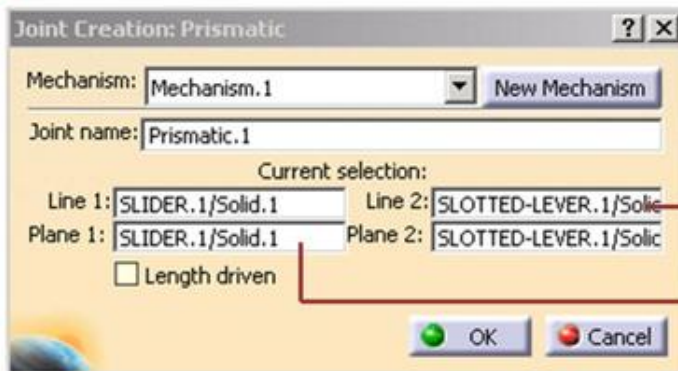 Joint Creation: Prismatic ? X
Mechanism: Mechanism.1 New Mechanism
Joint name: Prismatic.1
Current selection:
Line 1: SLIDER.1/Solid.1 Line 2: SLOTTED-LEVER.1/Solic
Plane 1: SLIDER.1/Solid.1 Plane 2: SLOTTED-LEVER.1/Solic
Length driven
OK Cancel